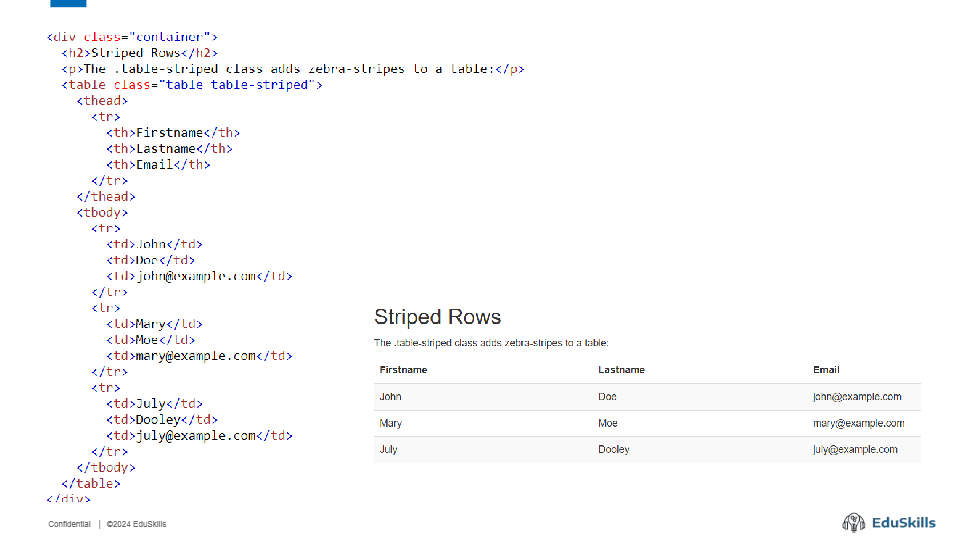 <div class="container">
<h2>Striped Rows</h2>
<p>The .table-striped class adds zebra-stripes to a table:</p>
<table class="table table-striped">
<thead>
<tr>
<th>Firstname</th>
<th>Lastname</th>
<th>Email</th>
</tr>
</thead>
<tbody>
<tr>
<td>John</td>
<td>Doe</td>
<td>john@example.com</td>
</tr>
<tr>
<td>Mary</td>
<td>Moe</td>
<td>mary@example.com</td>
</tr>
<tr>
<td>July</td>
<td>Dooley</td>
<td>july@example.com</td>
</tr>
</tbody>
</table>
</div>
Striped Rows
The .table-striped class adds zebra-stripes to a table:
Firstname Lastname Email
John Doe john@example.com
Mary Moe mary@example.com
July Dooley july@example.com
Confidential | ©2024 EduSkills
EduSkills